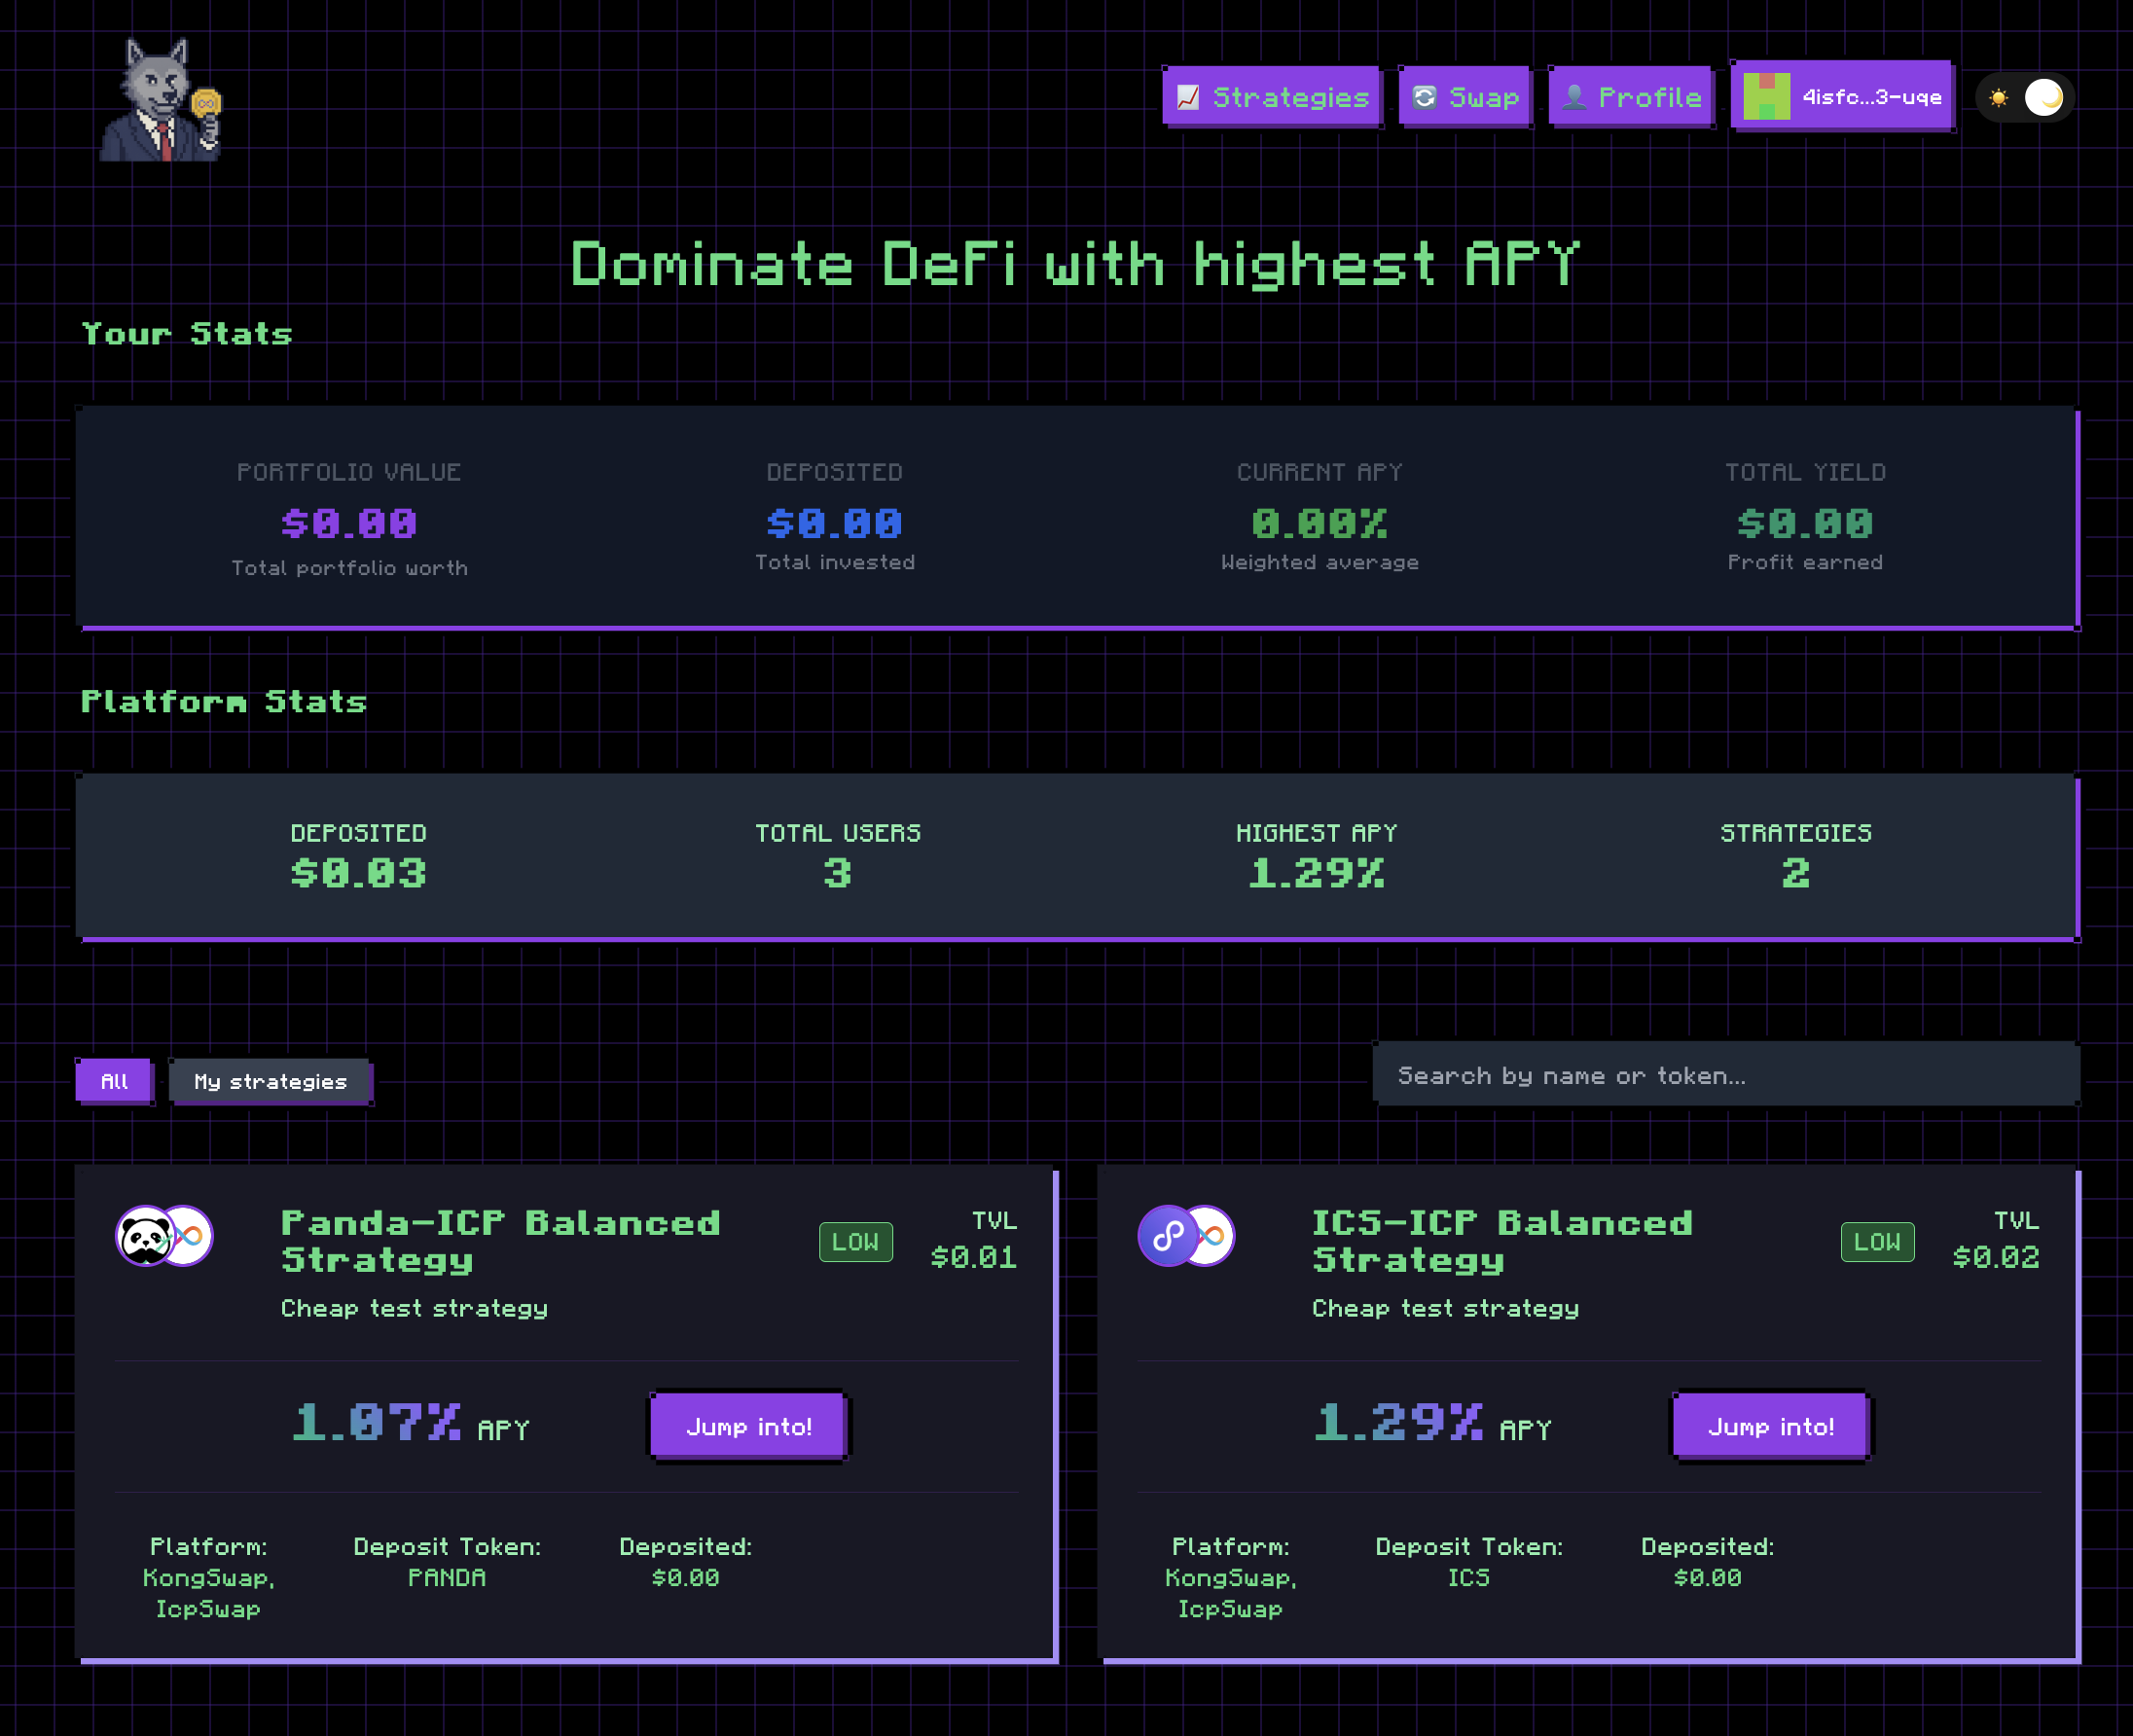 Strategies
Swap
Profile
4isfc...3-uqe
Dominate DeFi with highest APY
Your Stats
PORTFOLIO VALUE
$0.00
Total portfolio worth
DEPOSITED
$0.00
Total invested
CURRENT APY
0.00%
Weighted average
TOTAL YIELD
$0.00
Profit earned
Platform Stats
DEPOSITED
$0.03
TOTAL USERS
3
HIGHEST APY
1.29%
STRATEGIES
2
All
My strategies
Search by name or token...
Panda-ICP Balanced
Strategy
Cheap test strategy
LOW
TVL
$0.01
1.07% APY
Jump into!
Platform:
KongSwap,
IcpSwap
Deposit Token:
PANDA
Deposited:
$0.00
ICS-ICP Balanced
Strategy
Cheap test strategy
LOW
TVL
$0.02
1.29% APY
Jump into!
Platform:
KongSwap,
IcpSwap
Deposit Token:
ICS
Deposited:
$0.00